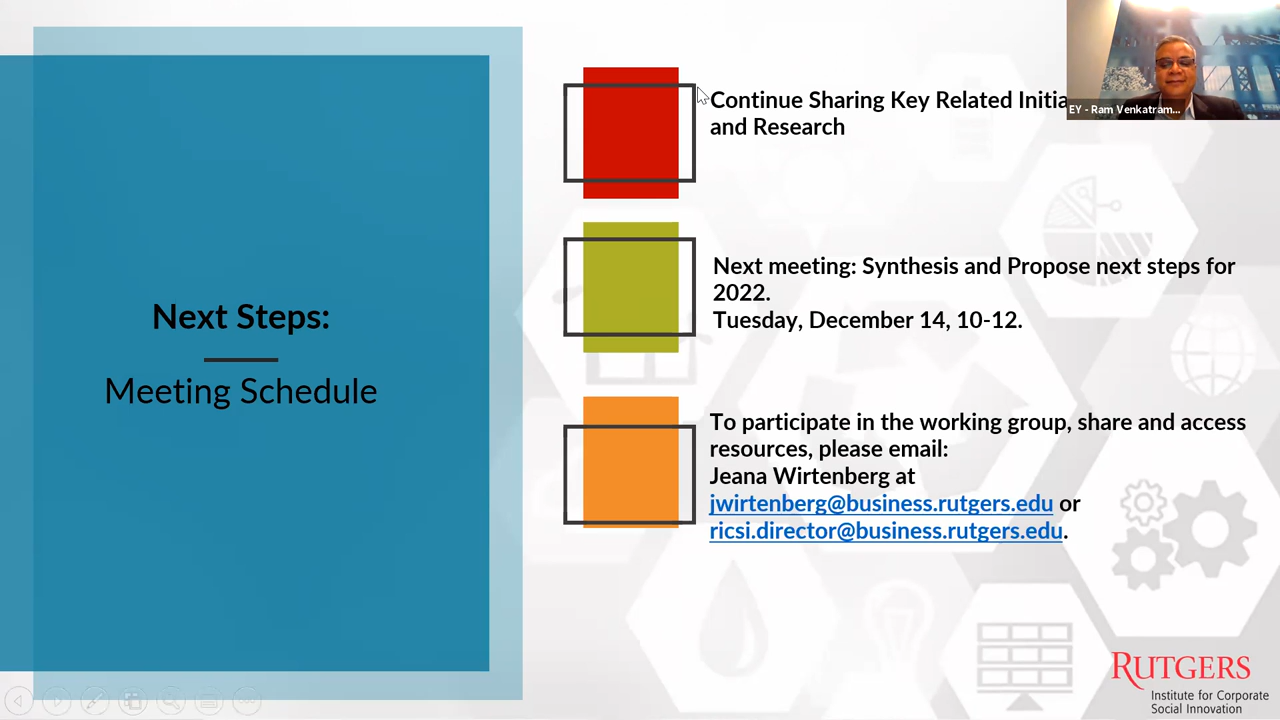 Next Steps:
Meeting Schedule
Continue Sharing Key Related
and Research
Next meeting: Synthesis and Propose next steps for
2022.
Tuesday, December 14, 10-12.
To participate in the working group, share and access
resources, please email:
Jeana Wirtenberg at
jwirtenberg@business.rutgers.edu or
ricsi.director@business.rutgers.edu.
EY - Ram Venkatram...
RUTGERS
Institute for Corporate
Social Innovation